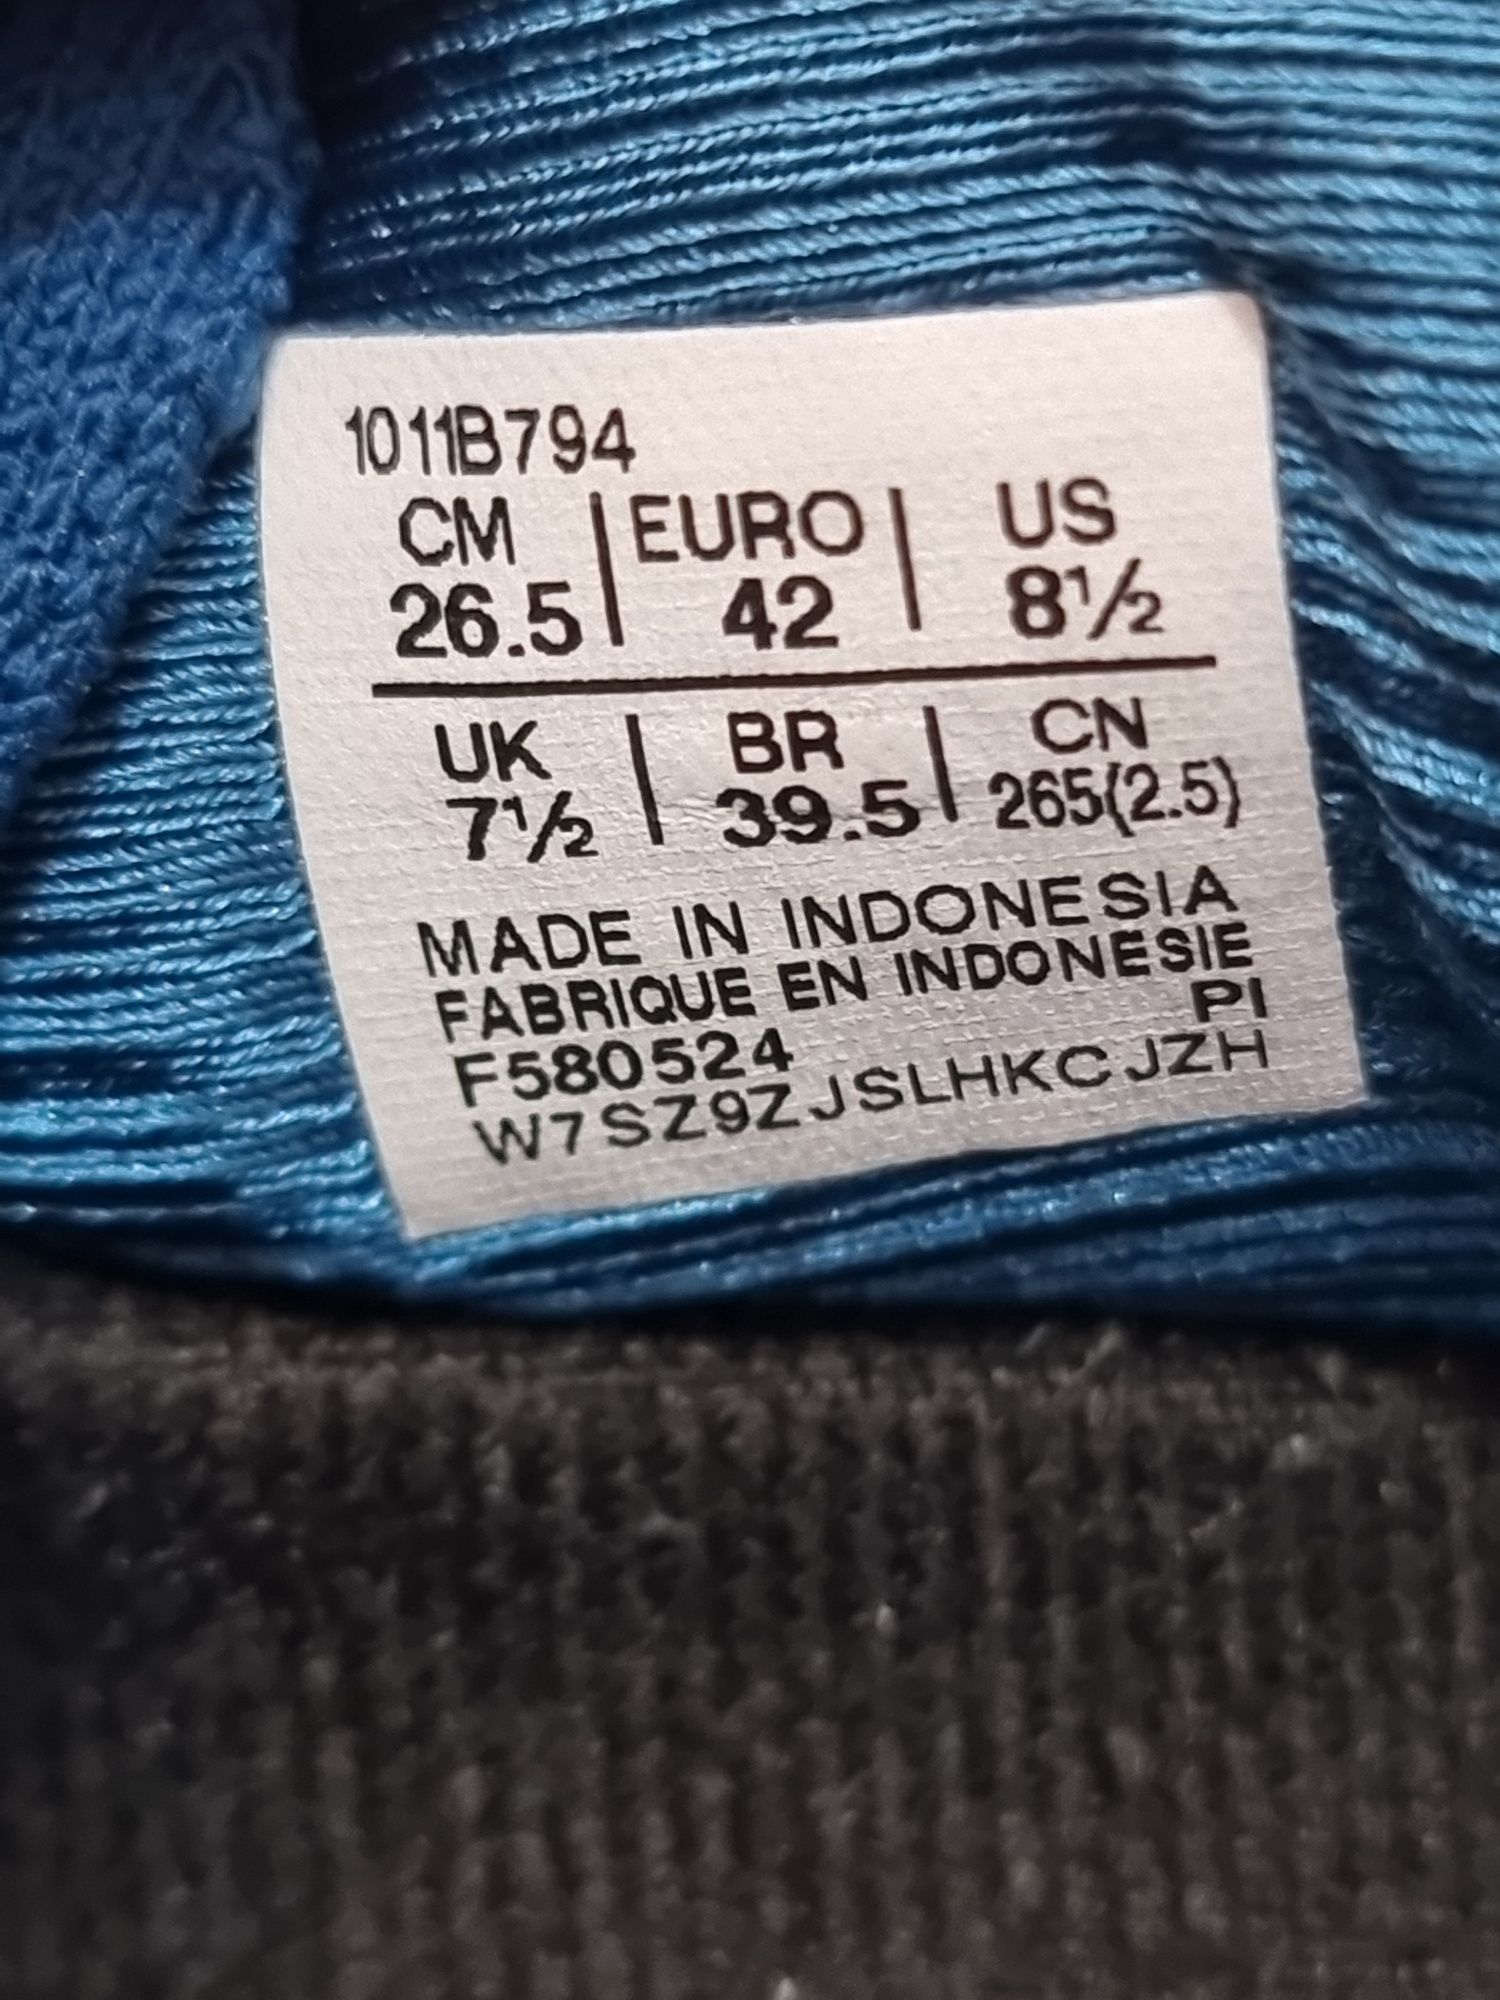 1011B794
CM | EURO | US
26.5 | 42 | 8½
UK | BR | CN
7½ | 39.5 | 265(2.5)
MADE IN INDONESIA
FABRIQUE EN INDONESIE
PI
F580524
W7SZ9ZJSLHKCJZH